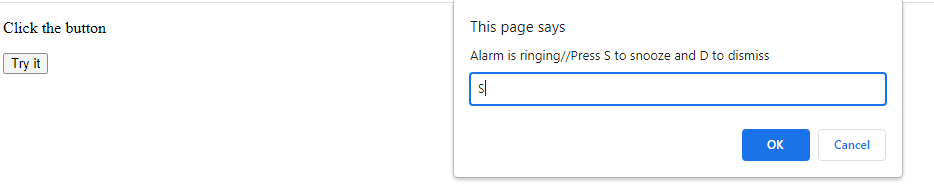 Click the button
Try it
This page says
Alarm is ringing//Press S to snooze and D to dismiss
S
OK
Cancel